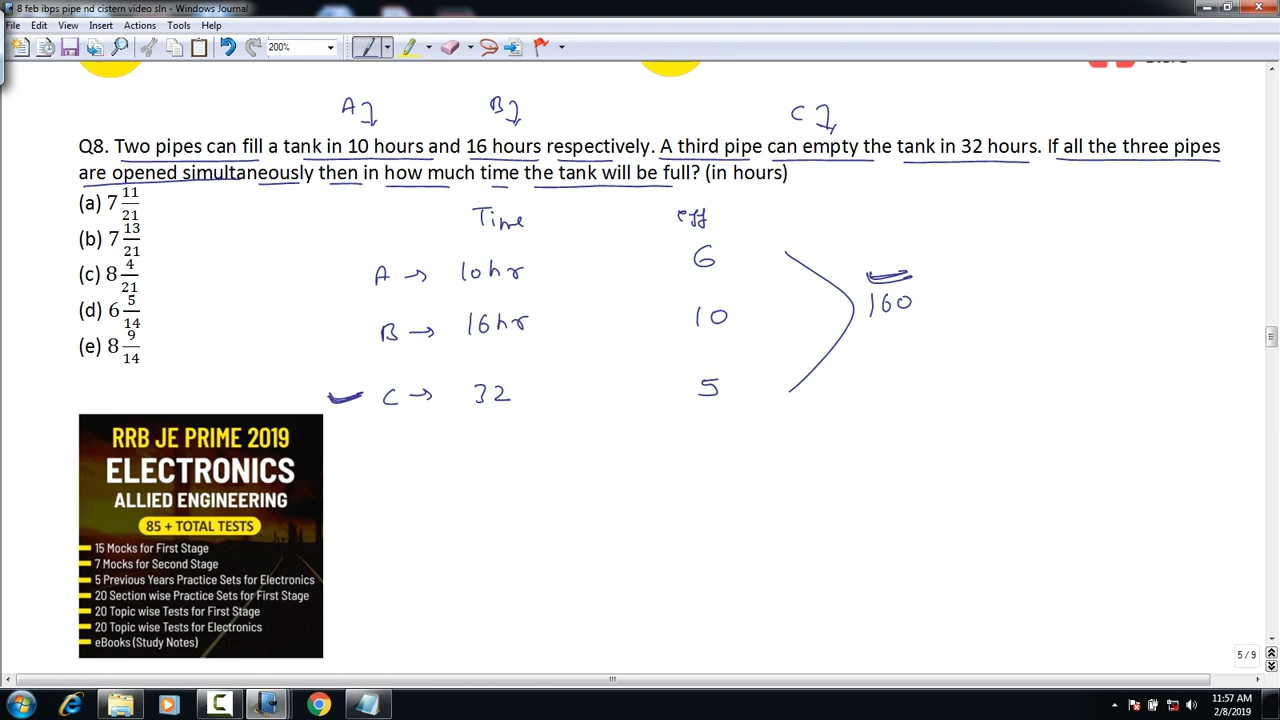 8 feb ibps pipe nd cistern video sln - Windows Journal
File Edit View Insert Actions Tools Help
200%
A B C
Q8. Two pipes can fill a tank in 10 hours and 16 hours respectively. A third pipe can empty the tank in 32 hours. If all the three pipes
are opened simultaneously then in how much time the tank will be full? (in hours)
(a) 7 11/21
(b) 7 13/21
(c) 8 4/21
(d) 6 5/14
(e) 8 9/14
Time eff
A → 10hr 6
B → 16hr 10
160
C → 32 5
RRB JE PRIME 2019
ELECTRONICS
ALLIED ENGINEERING
85 + TOTAL TESTS
15 Mocks for First Stage
7 Mocks for Second Stage
5 Previous Years Practice Sets for Electronics
20 Section wise Practice Sets for First Stage
20 Topic wise Tests for First Stage
20 Topic wise Tests for Electronics
eBooks (Study Notes)
5 / 9
11:57 AM
2/8/2019